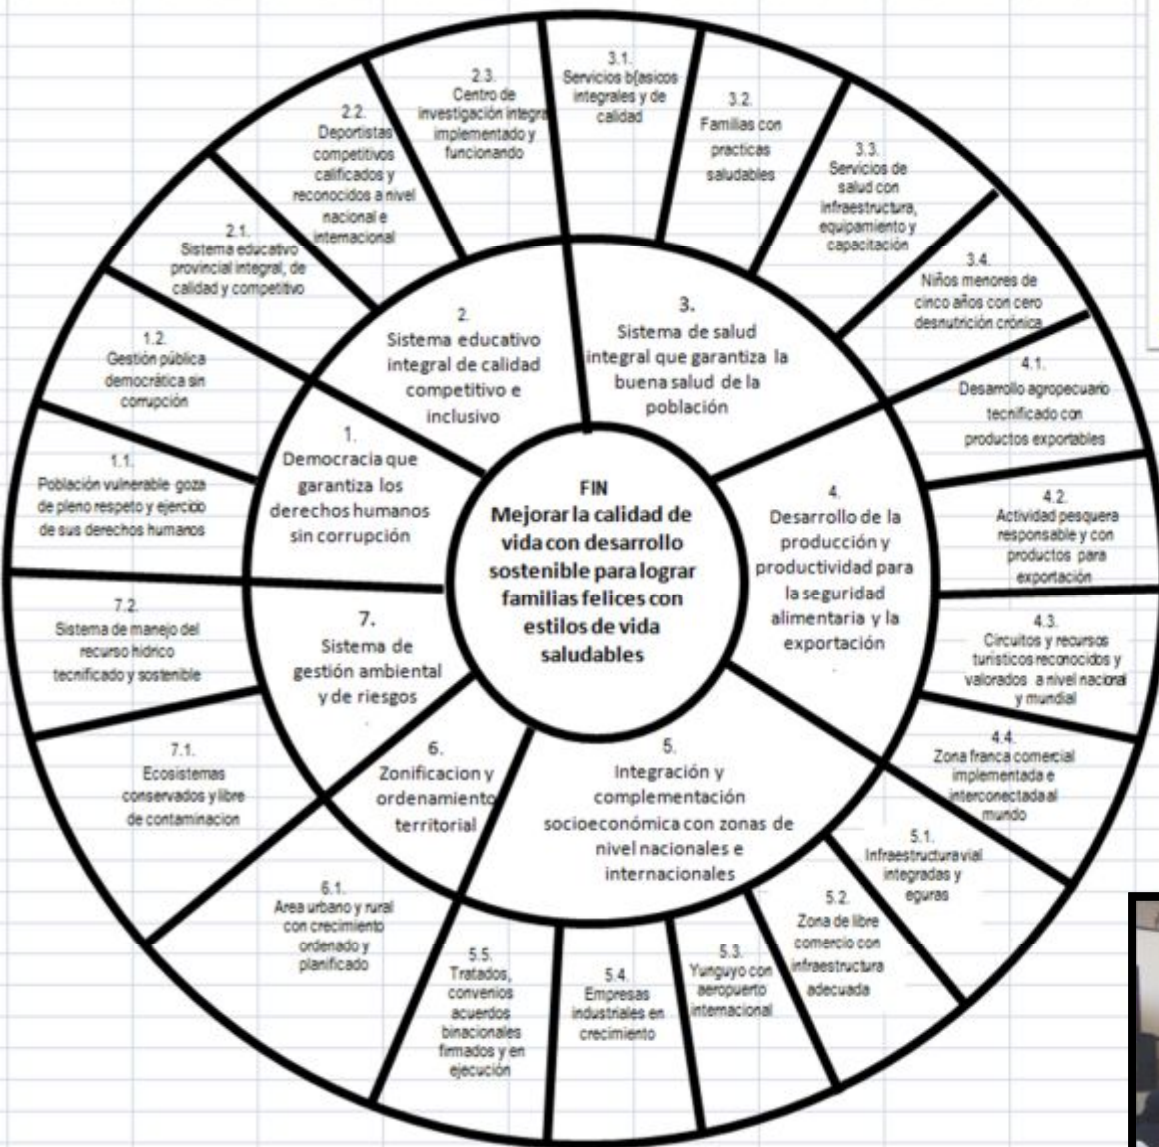 FIN
Mejorar la calidad de
vida con desarrollo
sostenible para lograr
familias felices con
estilos de vida
saludables
1.
Democracia que
garantiza los
derechos humanos
sin corrupción
1.1.
Población vulnerable goza
de pleno respeto y ejercicio
de sus derechos humanos
1.2.
Gestión pública
democrática sin
corrupción
2.
Sistema educativo
integral de calidad
competitivo e
inclusivo
2.1.
Sistema educativo
provincial integral, de
calidad y competitivo
2.2.
Deportistas
competitivos
calificados y
reconocidos a nivel
nacional e
internacional
2.3.
Centro de
investigación integra
implementado y
funcionando
3.
Sistema de salud
integral que garantiza la
buena salud de la
población
3.1.
Servicios b{asicos
integrales y de
calidad
3.2.
Familias con
practicas
saludables
3.3.
Servicios de
salud con
infraestructura,
equipamiento y
capacitación
3.4.
Niños menores de
cinco años con cero
desnutrición crónica
4.
Desarrollo de la
producción y
productividad para
la seguridad
alimentaria y la
exportación
4.1.
Desarrollo agropecuario
tecnificado con
productos exportables
4.2.
Actividad pesquera
responsable y con
productos para
exportación
4.3.
Circuitos y recursos
turisticos reconocidos y
valorados a nivel nacional
y mundial
4.4.
Zona franca comercial
implementada e
interconectada al
mundo
5.
Integración y
complementación
socioeconómica con zonas de
nivel nacionales e
internacionales
5.1.
Infraestructura vial
integradas y
eguras
5.2.
Zona de libre
comercio con
infraestructura
adecuada
5.3.
Yunguyo con
aeropuerto
internacional
5.4.
Empresas
industriales en
crecimiento
5.5.
Tratados,
convenios
acuerdos
binacionales
firmados y en
ejecución
6.
Zonificacion y
ordenamiento
territorial
6.1.
Area urbano y rural
con crecimiento
ordenado y
planificado
7.
Sistema de
gestión ambiental
y de riesgos
7.1.
Ecosistemas
conservados y libre
de contaminacion
7.2.
Sistema de manejo del
recurso hídrico
tecnificado y sostenible